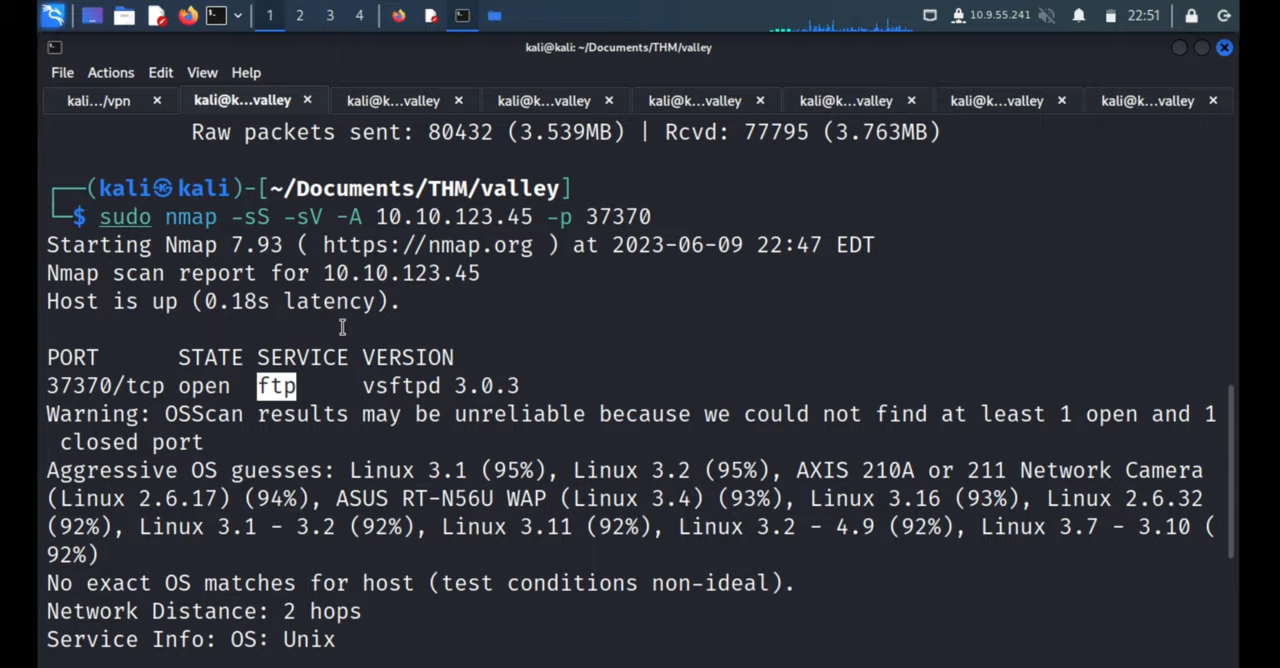 1 2 3 4 10.9.55.241 22:51
kali@kali: ~/Documents/THM/valley
File Actions Edit View Help
kali.../vpn × kali@k...valley × kali@k...valley × kali@k...valley × kali@k...valley × kali@k...valley × kali@k...valley × kali@k...valley ×
Raw packets sent: 80432 (3.539MB) | Rcvd: 77795 (3.763MB)
┌──(kali㉿kali)-[~/Documents/THM/valley]
└─$ sudo nmap -sS -sV -A 10.10.123.45 -p 37370
Starting Nmap 7.93 ( https://nmap.org ) at 2023-06-09 22:47 EDT
Nmap scan report for 10.10.123.45
Host is up (0.18s latency).
PORT STATE SERVICE VERSION
37370/tcp open ftp vsftpd 3.0.3
Warning: OSScan results may be unreliable because we could not find at least 1 open and 1
closed port
Aggressive OS guesses: Linux 3.1 (95%), Linux 3.2 (95%), AXIS 210A or 211 Network Camera
(Linux 2.6.17) (94%), ASUS RT-N56U WAP (Linux 3.4) (93%), Linux 3.16 (93%), Linux 2.6.32
(92%), Linux 3.1 - 3.2 (92%), Linux 3.11 (92%), Linux 3.2 - 4.9 (92%), Linux 3.7 - 3.10 (
92%)
No exact OS matches for host (test conditions non-ideal).
Network Distance: 2 hops
Service Info: OS: Unix